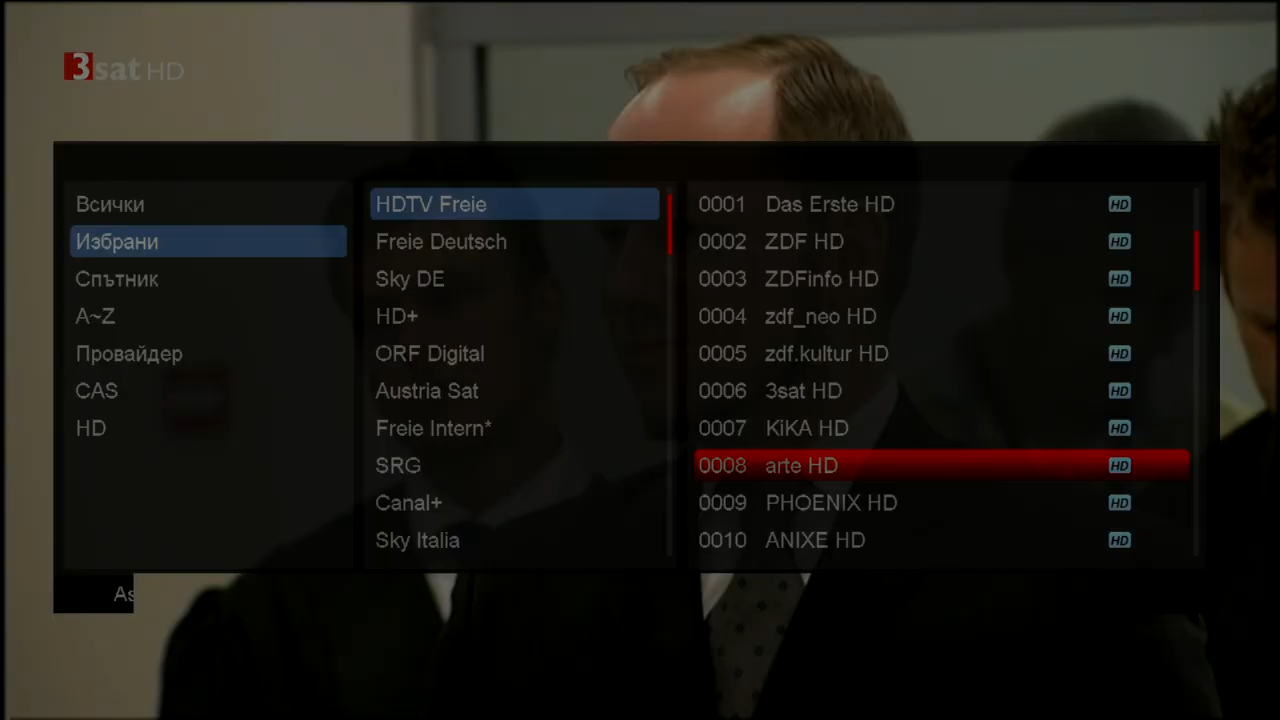 3sat HD
Всички
Избрани
Спътник
A~Z
Провайдер
CAS
HD
HDTV Freie
Freie Deutsch
Sky DE
HD+
ORF Digital
Austria Sat
Freie Intern*
SRG
Canal+
Sky Italia
0001 Das Erste HD HD
0002 ZDF HD HD
0003 ZDFinfo HD HD
0004 zdf_neo HD HD
0005 zdf.kultur HD HD
0006 3sat HD HD
0007 KiKA HD HD
0008 arte HD HD
0009 PHOENIX HD HD
0010 ANIXE HD HD